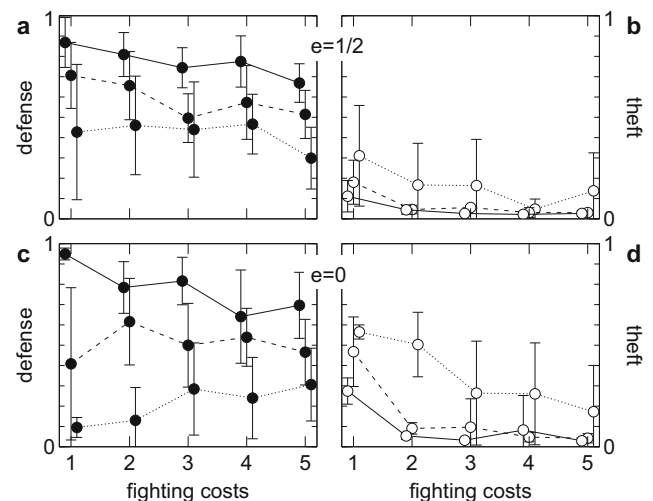 a
b
1
1
e=1/2
defense
theft
0
0
c
d
1
1
e=0
defense
theft
0
0
1 2 3 4 5
1 2 3 4 5
fighting costs
fighting costs